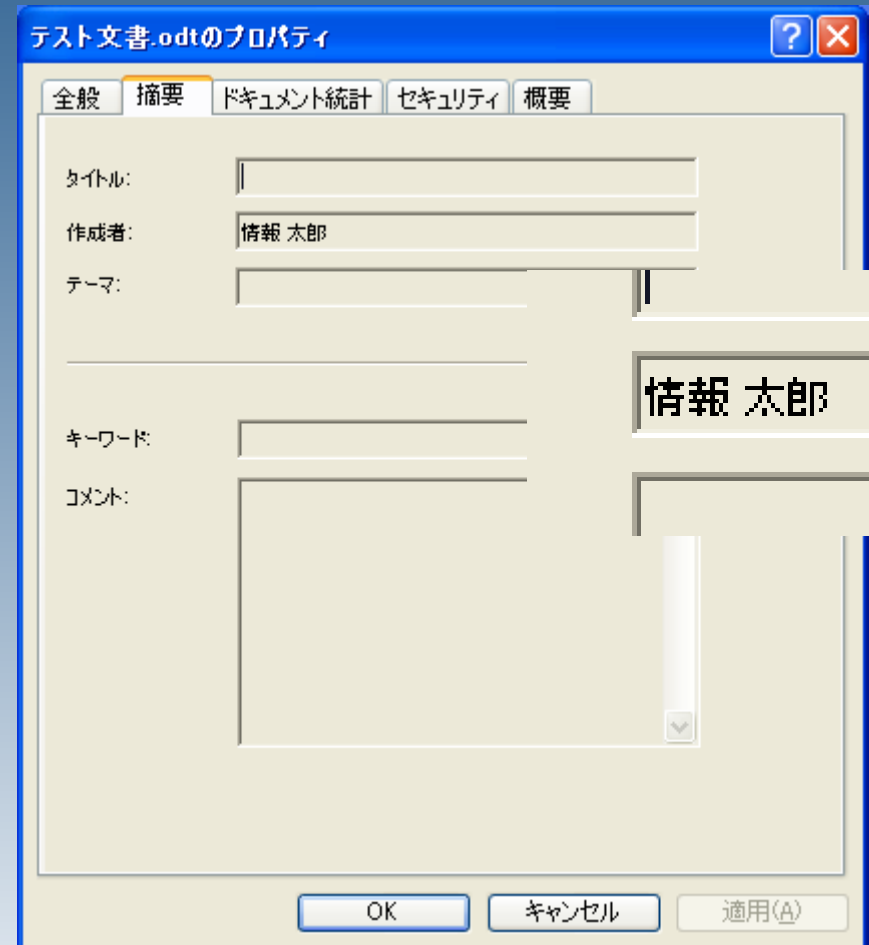 テスト文書.odtのプロパティ
全般 摘要 ドキュメント統計 セキュリティ 概要
タイトル:
作成者: 情報 太郎
テーマ:
情報 太郎
キーワード:
コメント:
OK キャンセル 適用(A)